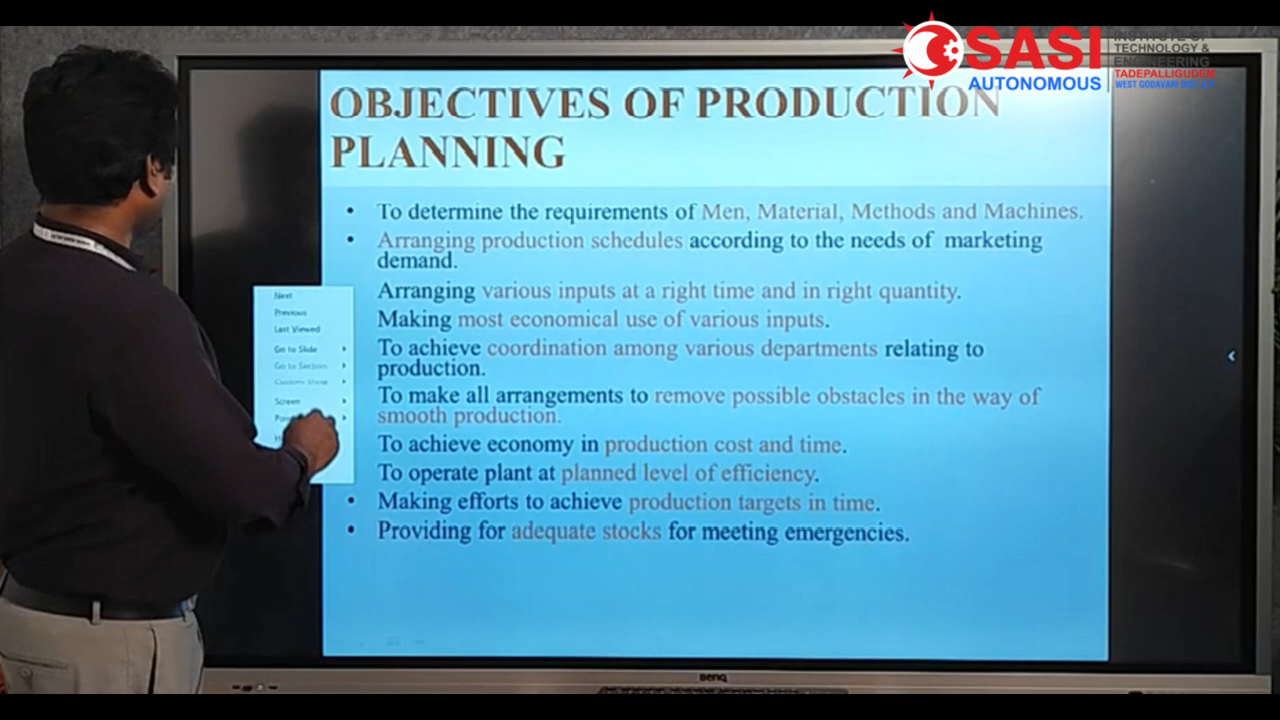 SASI
AUTONOMOUS
INSTITUTE OF
TECHNOLOGY &
ENGINEERING
TADEPALLIGUDEM
OBJECTIVES OF PRODUCTION
PLANNING
• To determine the requirements of Men, Material, Methods and Machines.
• Arranging production schedules according to the needs of marketing
demand.
Arranging various inputs at a right time and in right quantity.
Making most economical use of various inputs.
To achieve coordination among various departments relating to
production.
To make all arrangements to remove possible obstacles in the way of
smooth production.
To achieve economy in production cost and time.
To operate plant at planned level of efficiency.
• Making efforts to achieve production targets in time.
• Providing for adequate stocks for meeting emergencies.
Next
Previous
Last Viewed
Go to Slide
Go to Section
Custom Show
Screen
BenQ